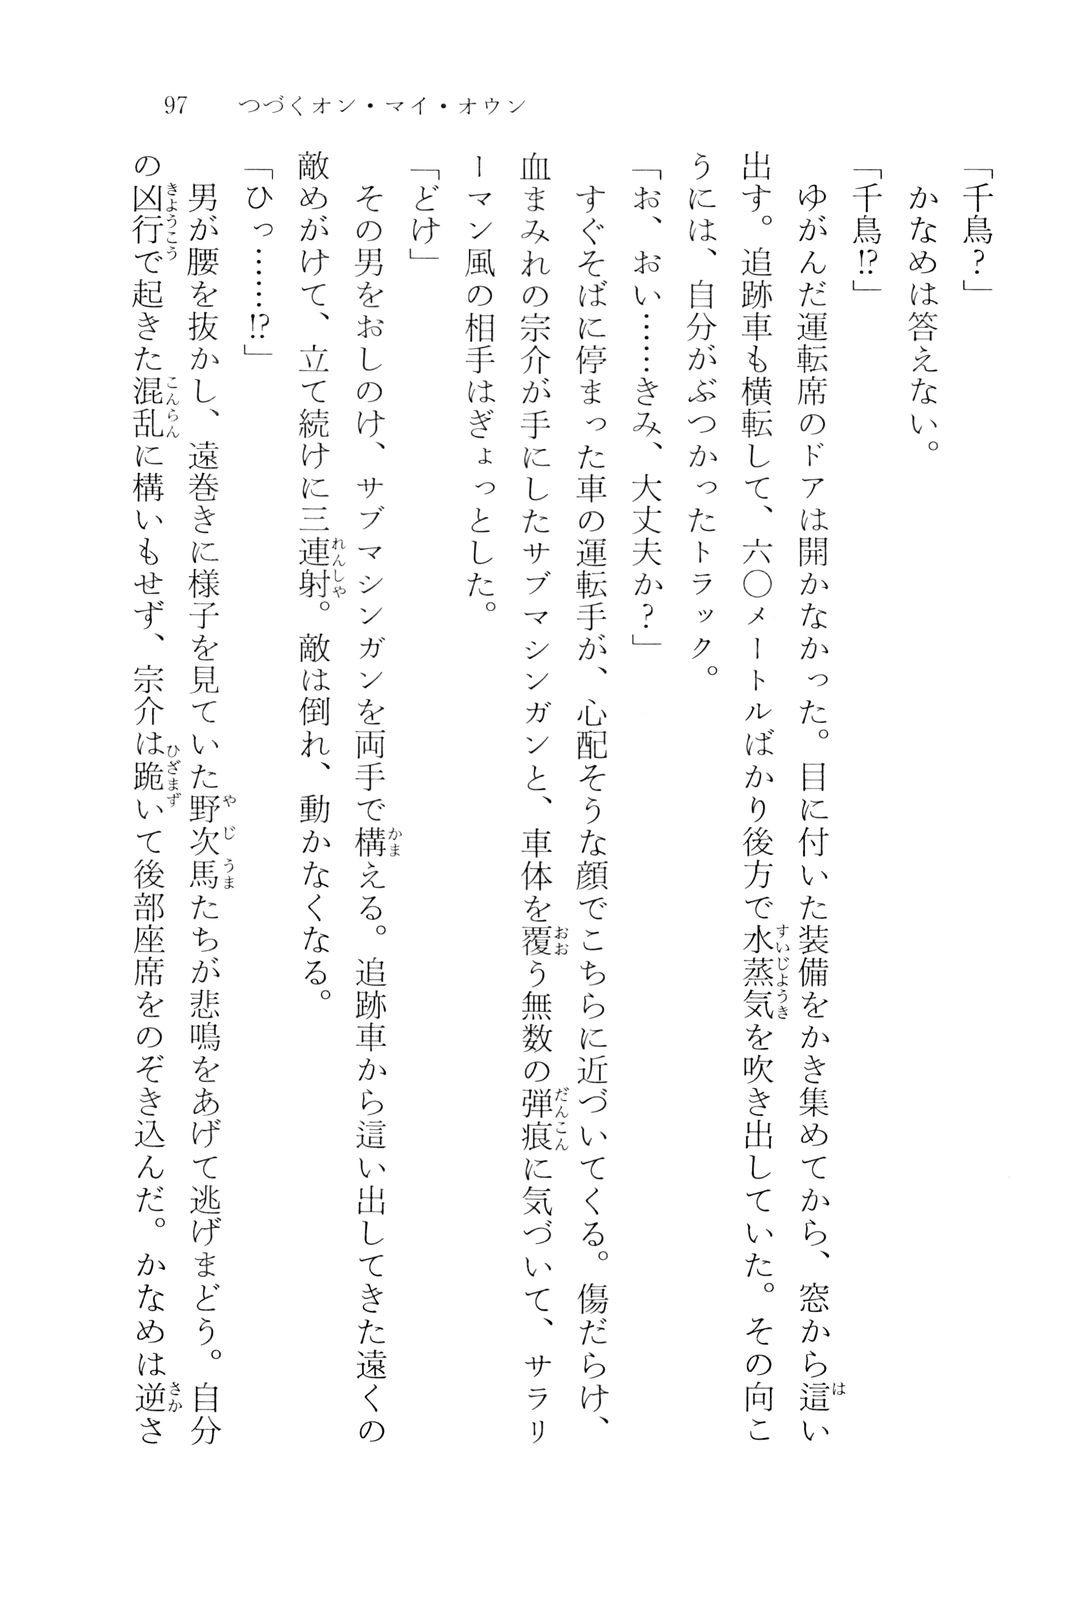 97　つづくオン・マイ・オウン
「千鳥？」
　かなめは答えない。
「千鳥!?」
　ゆがんだ運転席のドアは開かなかった。目に付いた装備をかき集めてから、窓から這い
出す。追跡車も横転して、六〇メートルばかり後方で水蒸気を吹き出していた。その向こ
うには、自分がぶつかったトラック。
「お、おい……きみ、大丈夫か？」
　すぐそばに停まった車の運転手が、心配そうな顔でこちらに近づいてくる。傷だらけ、
血まみれの宗介が手にしたサブマシンガンと、車体を覆う無数の弾痕に気づいて、サラリ
ーマン風の相手はぎょっとした。
「どけ」
　その男をおしのけ、サブマシンガンを両手で構える。追跡車から這い出してきた遠くの
敵めがけて、立て続けに三連射。敵は倒れ、動かなくなる。
「ひっ……!?」
　男が腰を抜かし、遠巻きに様子を見ていた野次馬たちが悲鳴をあげて逃げまどう。自分
の凶行で起きた混乱に構いもせず、宗介は跪いて後部座席をのぞき込んだ。かなめは逆さ